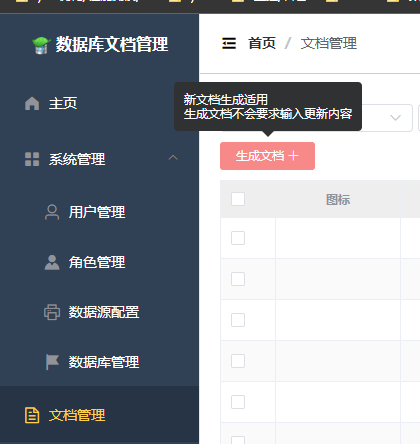 数据库文档管理
首页 / 文档管理
主页
新文档生成适用
生成文档不会要求输入更新内容
生成文档
系统管理
图标
用户管理
角色管理
数据源配置
数据库管理
文档管理